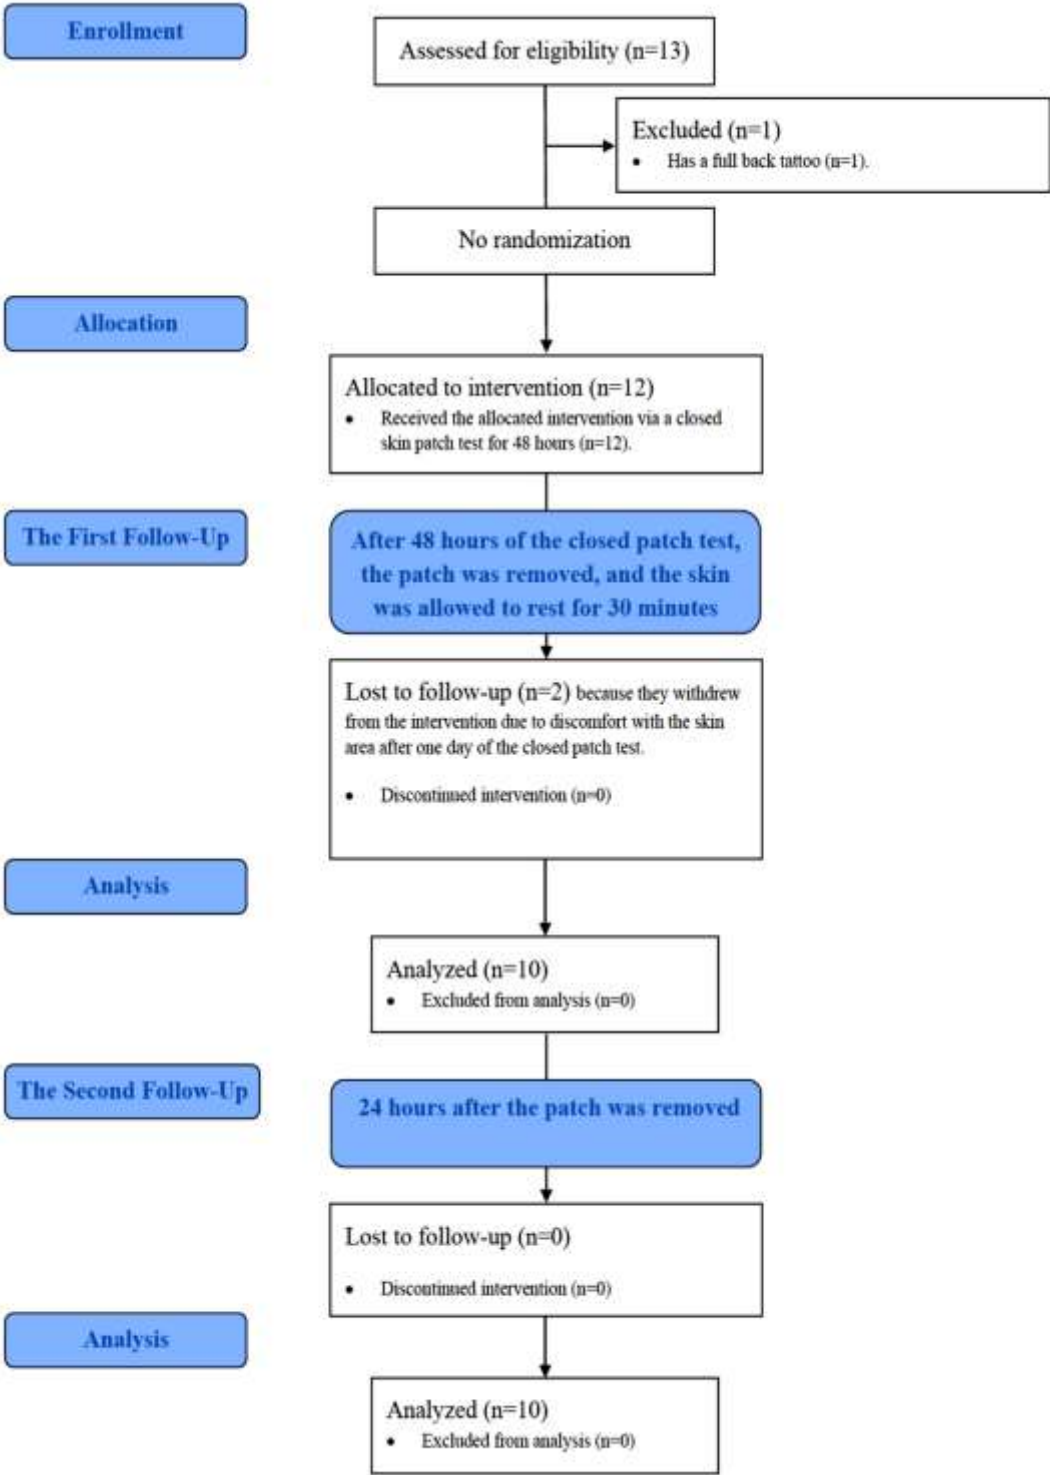 Enrollment
Assessed for eligibility (n=13)
Excluded (n=1)
• Has a full back tattoo (n=1).
No randomization
Allocation
Allocated to intervention (n=12)
• Received the allocated intervention via a closed
skin patch test for 48 hours (n=12).
The First Follow-Up
After 48 hours of the closed patch test,
the patch was removed, and the skin
was allowed to rest for 30 minutes
Lost to follow-up (n=2) because they withdrew
from the intervention due to discomfort with the skin
area after one day of the closed patch test.
• Discontinued intervention (n=0)
Analysis
Analyzed (n=10)
• Excluded from analysis (n=0)
The Second Follow-Up
24 hours after the patch was removed
Lost to follow-up (n=0)
• Discontinued intervention (n=0)
Analysis
Analyzed (n=10)
• Excluded from analysis (n=0)